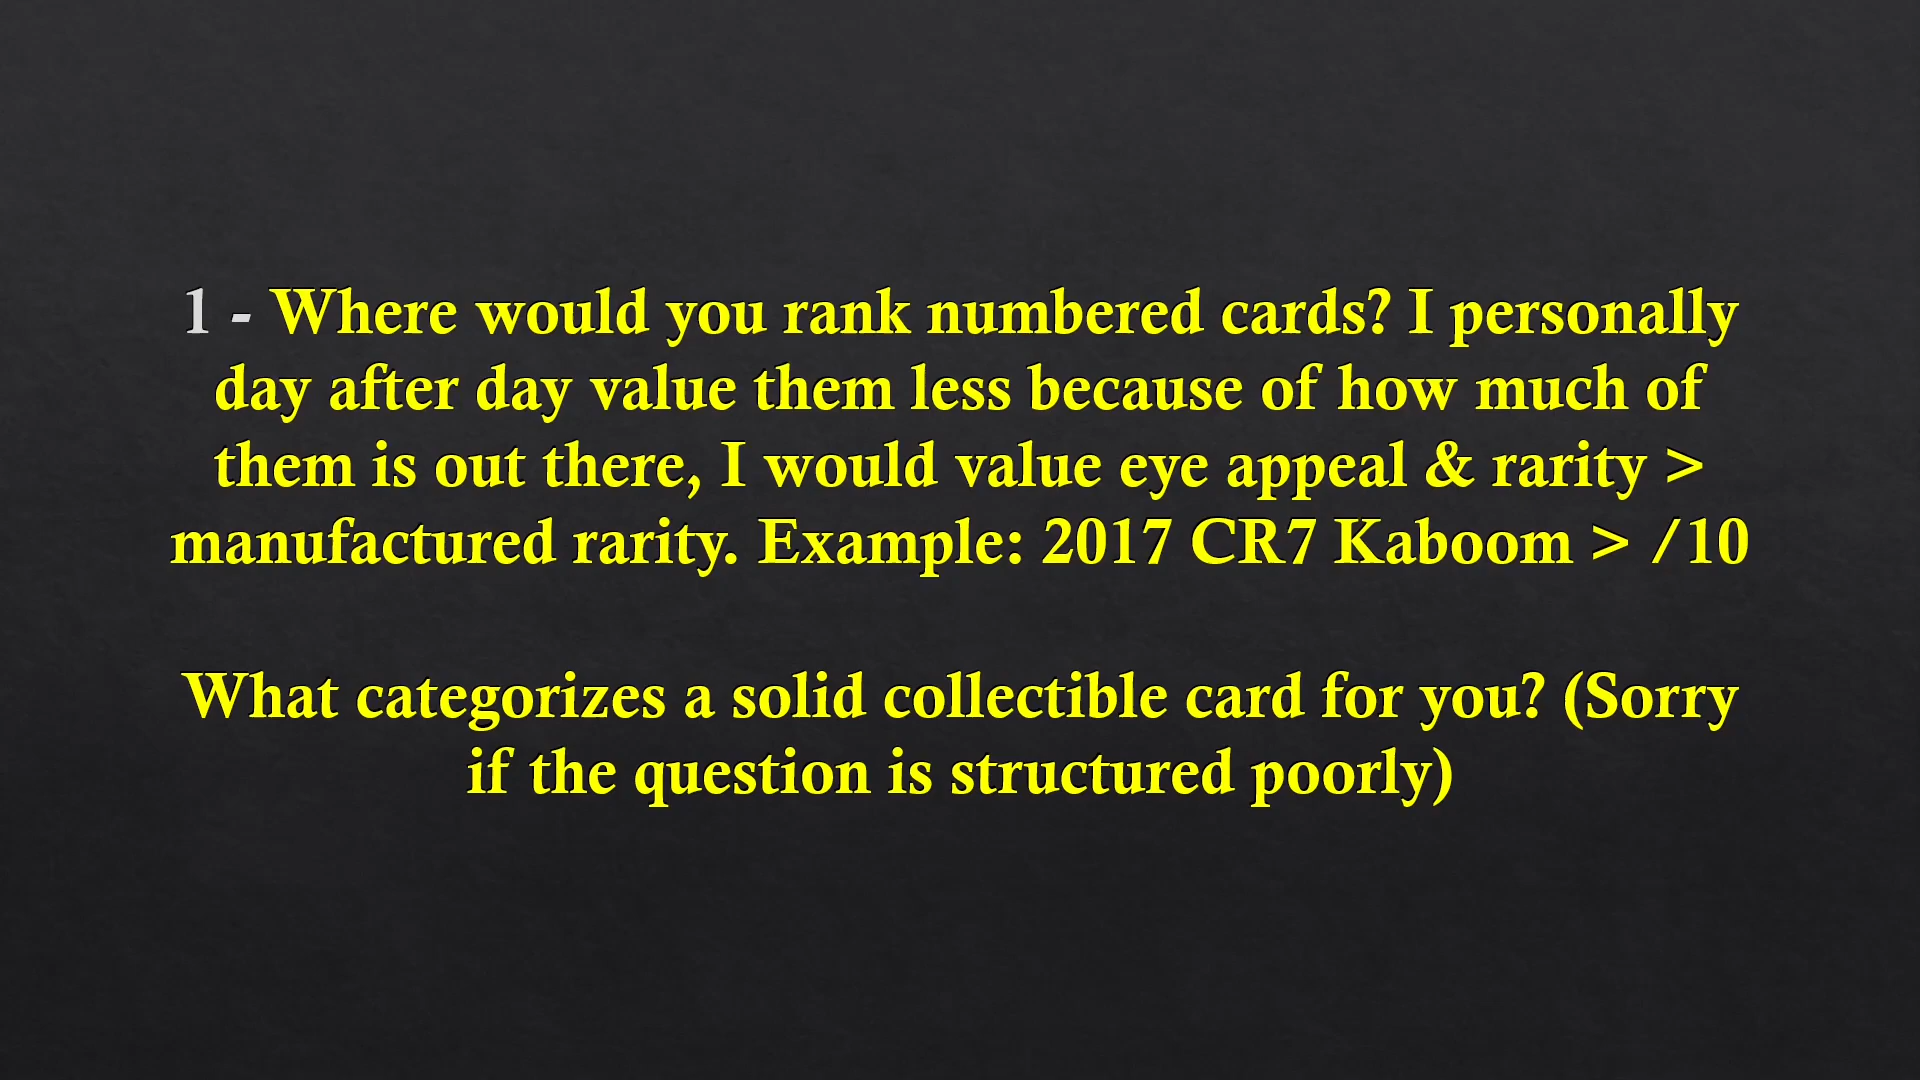 1 - Where would you rank numbered cards? I personally
day after day value them less because of how much of
them is out there, I would value eye appeal & rarity >
manufactured rarity. Example: 2017 CR7 Kaboom > /10
What categorizes a solid collectible card for you? (Sorry
if the question is structured poorly)